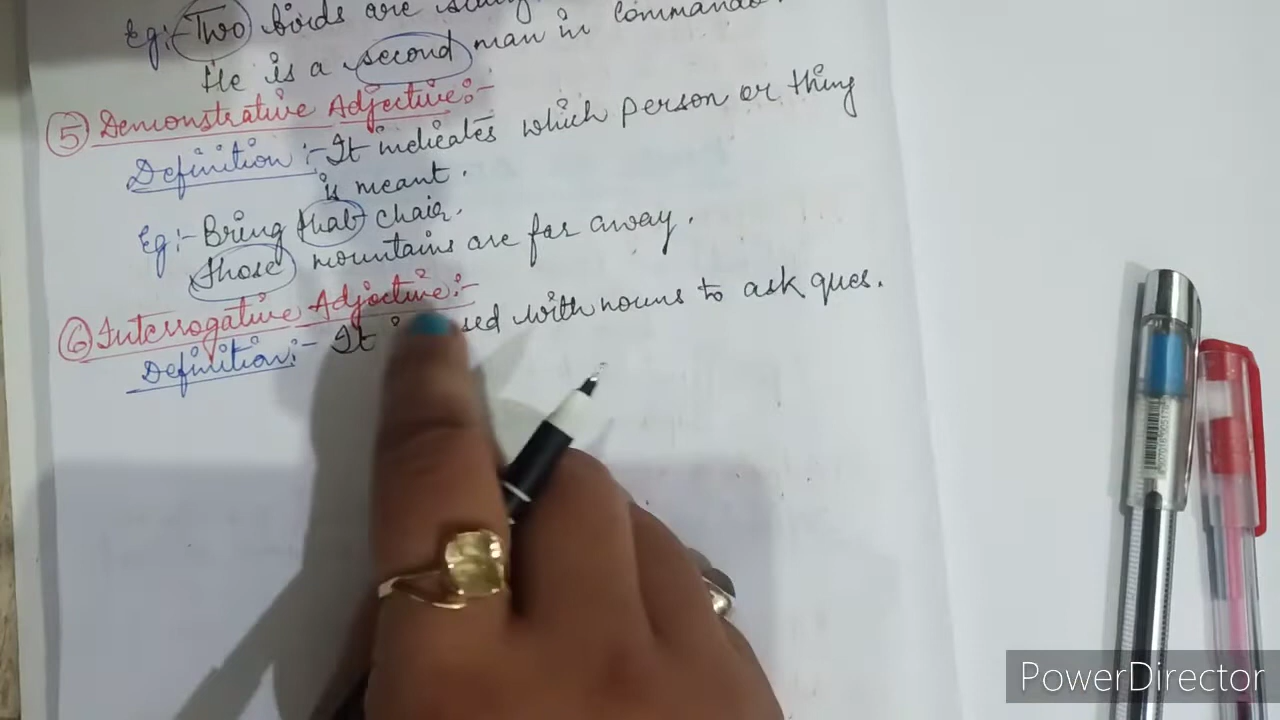 Eg:- Two birds are
He is a second man in commando.
5 Demonstrative Adjective:-
Definition :- It indicates which person or thing
is meant.
Eg:- Bring that chair.
those mountains are far away.
6 Interrogative Adjective:-
Definition:- It used with nouns to ask ques.
PowerDirector